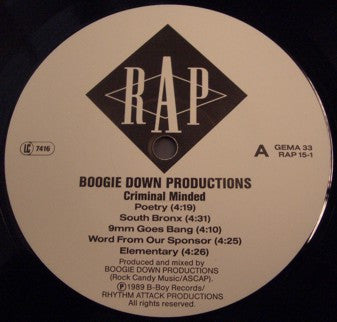 RAP
LC 7416
A
GEMA 33
RAP 15-1
BOOGIE DOWN PRODUCTIONS
Criminal Minded
Poetry (4:19)
South Bronx (4:31)
9mm Goes Bang (4:10)
Word From Our Sponsor (4:25)
Elementary (4:26)
Produced and mixed by
BOOGIE DOWN PRODUCTIONS
(Rock Candy Music/ASCAP).
Ⓟ1989 B-Boy Records/
RHYTHM ATTACK PRODUCTIONS
All rights reserved.